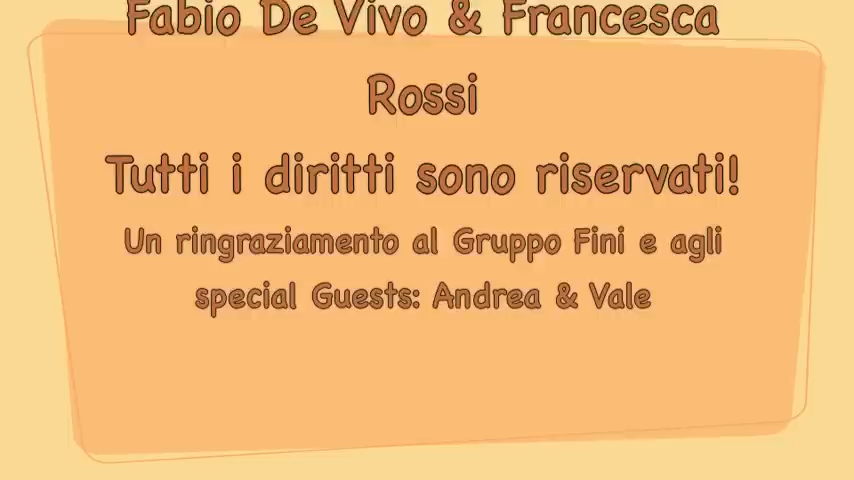 Fabio De Vivo & Francesca
Rossi
Tutti i diritti sono riservati!
Un ringraziamento al Gruppo Fini e agli
special Guests: Andrea & Vale